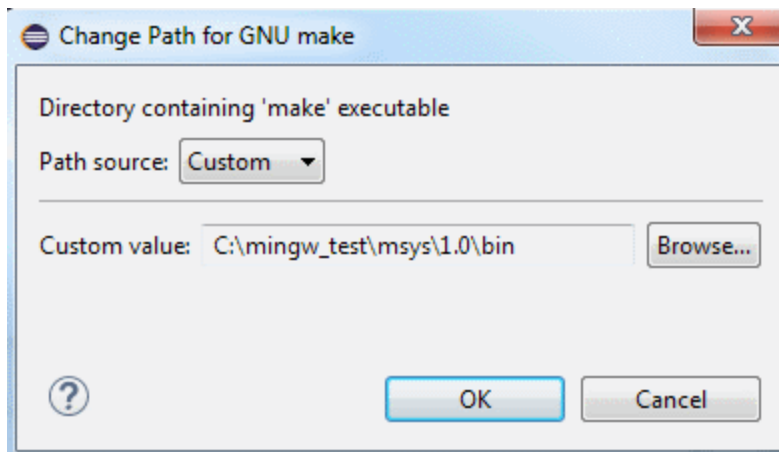 Change Path for GNU make
X
Directory containing 'make' executable
Path source: Custom
Custom value: C:\mingw_test\msys\1.0\bin Browse...
? OK Cancel